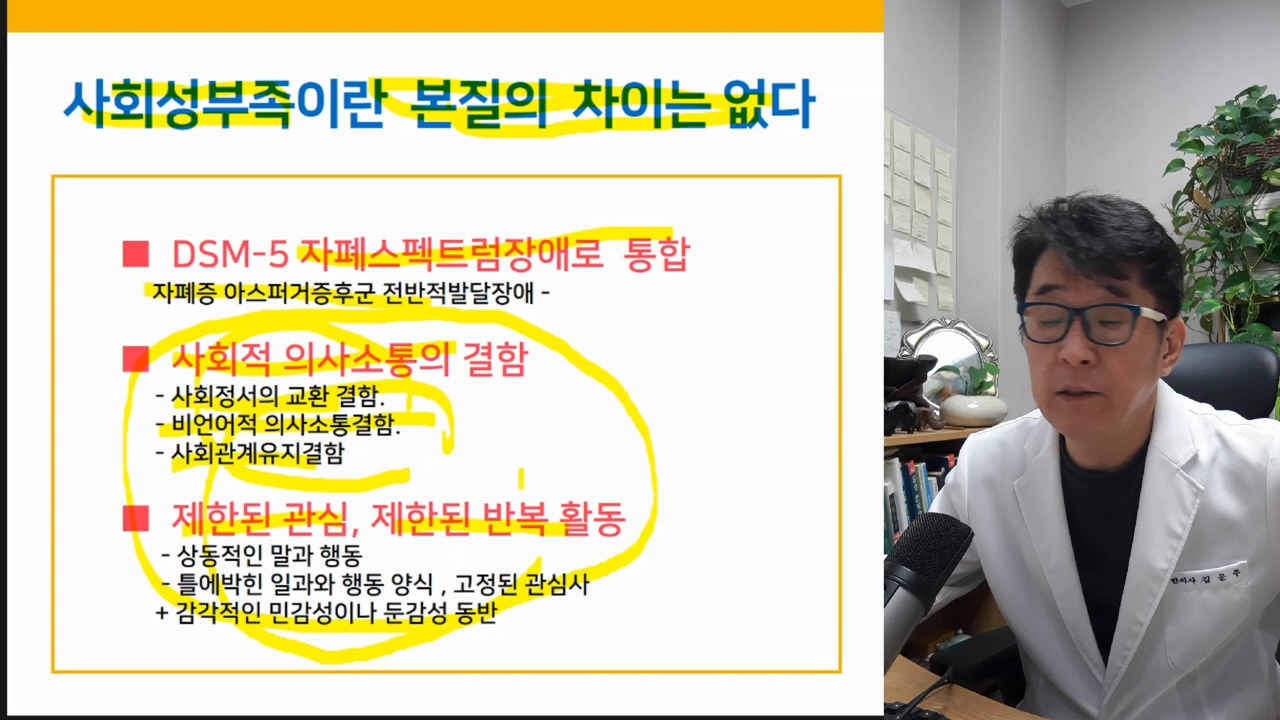 사회성부족이란 본질의 차이는 없다
■ DSM-5 자폐스펙트럼장애로 통합
자폐증 아스퍼거증후군 전반적발달장애 -
■ 사회적 의사소통의 결함
- 사회정서의 교환 결함.
- 비언어적 의사소통결함.
- 사회관계유지결함
■ 제한된 관심, 제한된 반복 활동
- 상동적인 말과 행동
- 틀에박힌 일과와 행동 양식 , 고정된 관심사
+ 감각적인 민감성이나 둔감성 동반
한의사 김 문 주